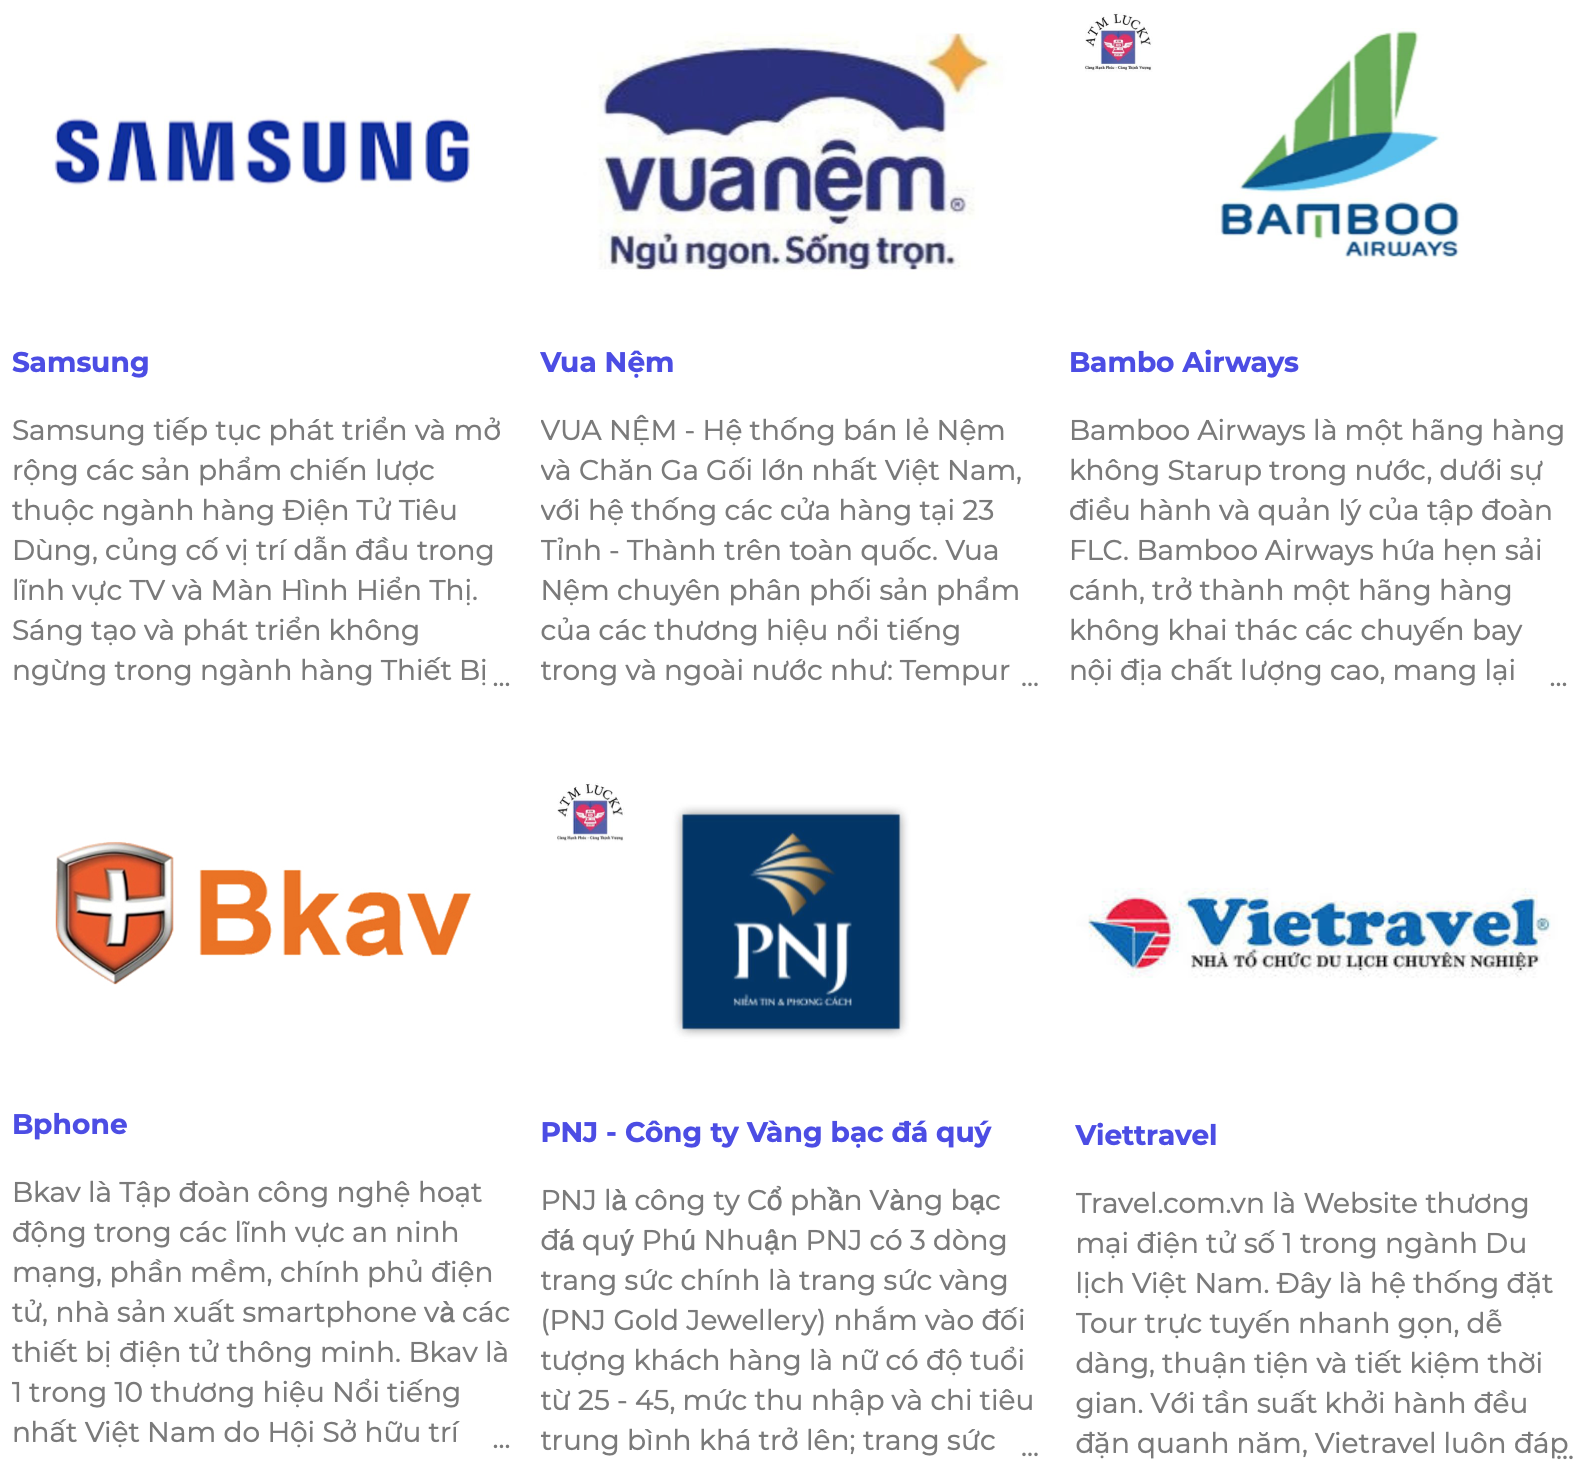 SAMSUNG
vuanệm®
Ngủ ngon. Sống trọn.
ATM LUCKY
BAMBOO
AIRWAYS
Samsung
Samsung tiếp tục phát triển và mở
rộng các sản phẩm chiến lược
thuộc ngành hàng Điện Tử Tiêu
Dùng, củng cố vị trí dẫn đầu trong
lĩnh vực TV và Màn Hình Hiển Thị.
Sáng tạo và phát triển không
ngừng trong ngành hàng Thiết Bị ...
Vua Nệm
VUA NỆM - Hệ thống bán lẻ Nệm
và Chăn Ga Gối lớn nhất Việt Nam,
với hệ thống các cửa hàng tại 23
Tỉnh - Thành trên toàn quốc. Vua
Nệm chuyên phân phối sản phẩm
của các thương hiệu nổi tiếng
trong và ngoài nước như: Tempur ...
Bambo Airways
Bamboo Airways là một hãng hàng
không Starup trong nước, dưới sự
điều hành và quản lý của tập đoàn
FLC. Bamboo Airways hứa hẹn sải
cánh, trở thành một hãng hàng
không khai thác các chuyến bay
nội địa chất lượng cao, mang lại ...
Bkav
ATM LUCKY
PNJ
NIỀM TIN & PHONG CÁCH
Vietravel®
NHÀ TỔ CHỨC DU LỊCH CHUYÊN NGHIỆP
Bphone
Bkav là Tập đoàn công nghệ hoạt
động trong các lĩnh vực an ninh
mạng, phần mềm, chính phủ điện
tử, nhà sản xuất smartphone và các
thiết bị điện tử thông minh. Bkav là
1 trong 10 thương hiệu Nổi tiếng
nhất Việt Nam do Hội Sở hữu trí ...
PNJ - Công ty Vàng bạc đá quý
PNJ là công ty Cổ phần Vàng bạc
đá quý Phú Nhuận PNJ có 3 dòng
trang sức chính là trang sức vàng
(PNJ Gold Jewellery) nhắm vào đối
tượng khách hàng là nữ có độ tuổi
từ 25 - 45, mức thu nhập và chi tiêu
trung bình khá trở lên; trang sức ...
Viettravel
Travel.com.vn là Website thương
mại điện tử số 1 trong ngành Du
lịch Việt Nam. Đây là hệ thống đặt
Tour trực tuyến nhanh gọn, dễ
dàng, thuận tiện và tiết kiệm thời
gian. Với tần suất khởi hành đều
đặn quanh năm, Vietravel luôn đáp...